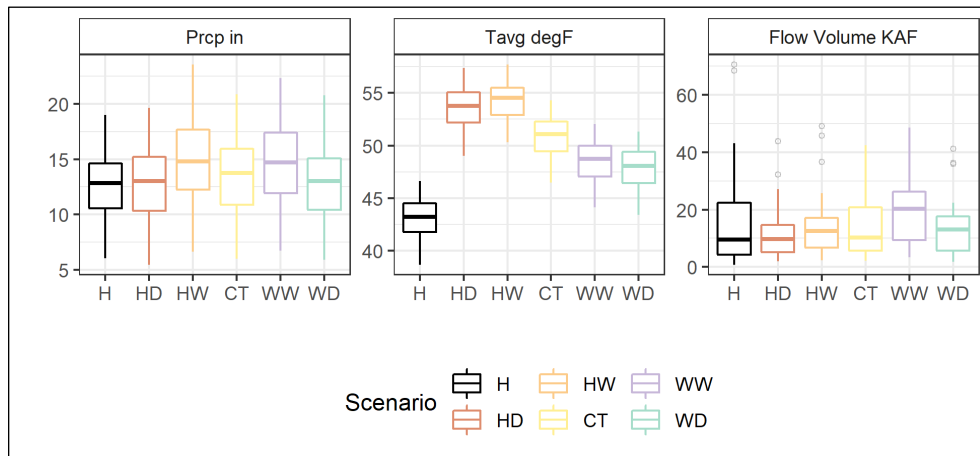 Prcp in
Tavg degF
Flow Volume KAF
20
15
10
5
H HD HW CT WW WD
55
50
45
40
H HD HW CT WW WD
60
40
20
0
H HD HW CT WW WD
Scenario
H HW WW
HD CT WD